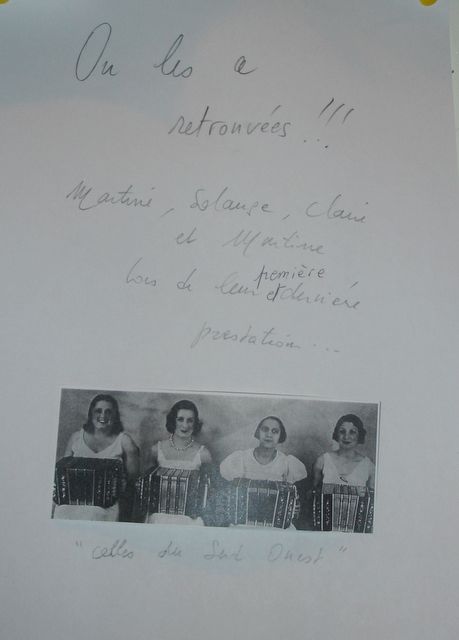 On les a
retrouvées !!!
Martine, Solange, Claire
et Martine
lors de leur première et dernière
prestation...
"celles du Sud Ouest"